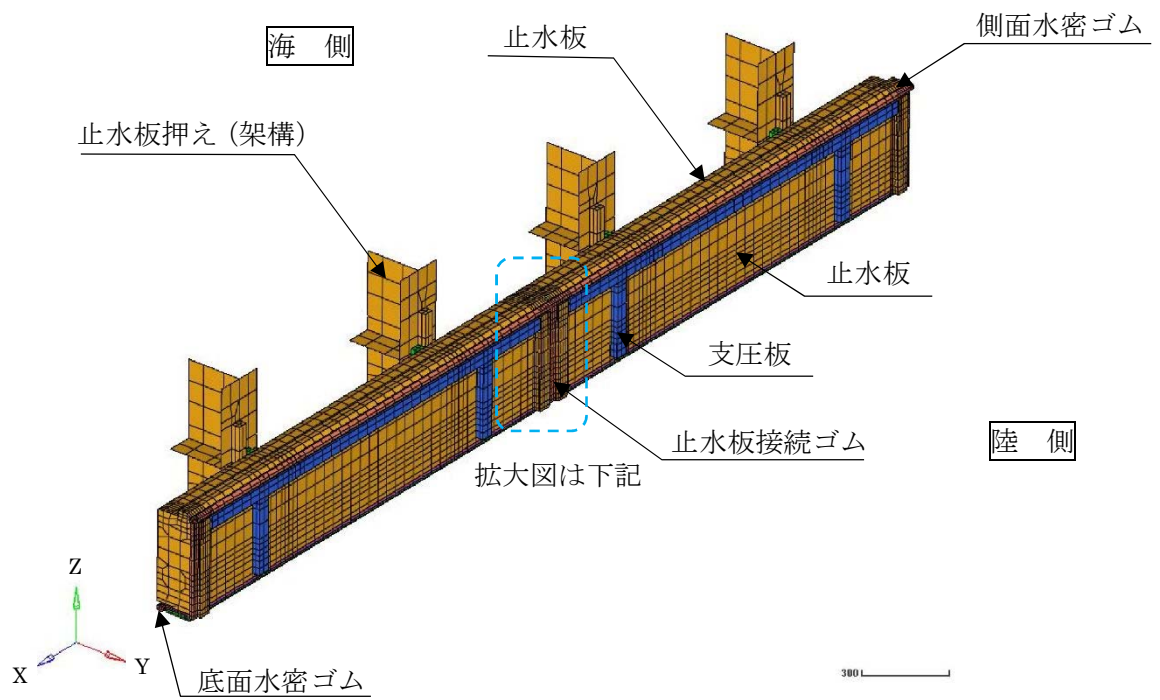 海　側
止水板
側面水密ゴム
止水板押え（架構）
止水板
支圧板
止水板接続ゴム
陸　側
拡大図は下記
Z
X
Y
底面水密ゴム
300